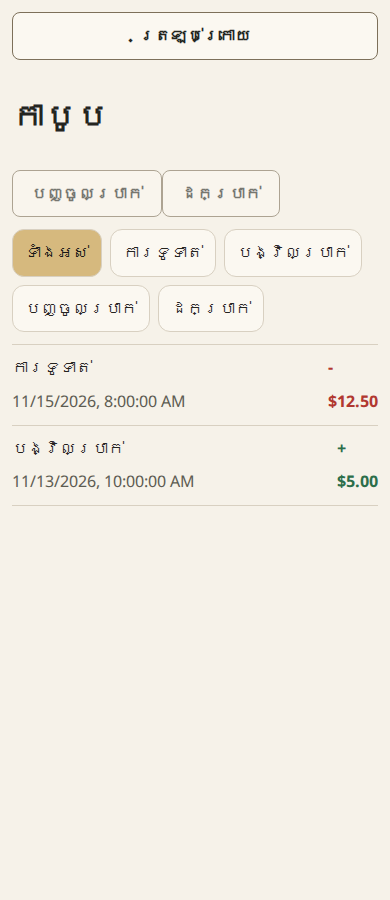 ត្រឡប់ក្រោយ
កាបូប
បញ្ចូលប្រាក់ ដកប្រាក់
ទាំងអស់ ការទូទាត់ បង្វិលប្រាក់
បញ្ចូលប្រាក់ ដកប្រាក់
ការទូទាត់ -
11/15/2026, 8:00:00 AM $12.50
បង្វិលប្រាក់ +
11/13/2026, 10:00:00 AM $5.00